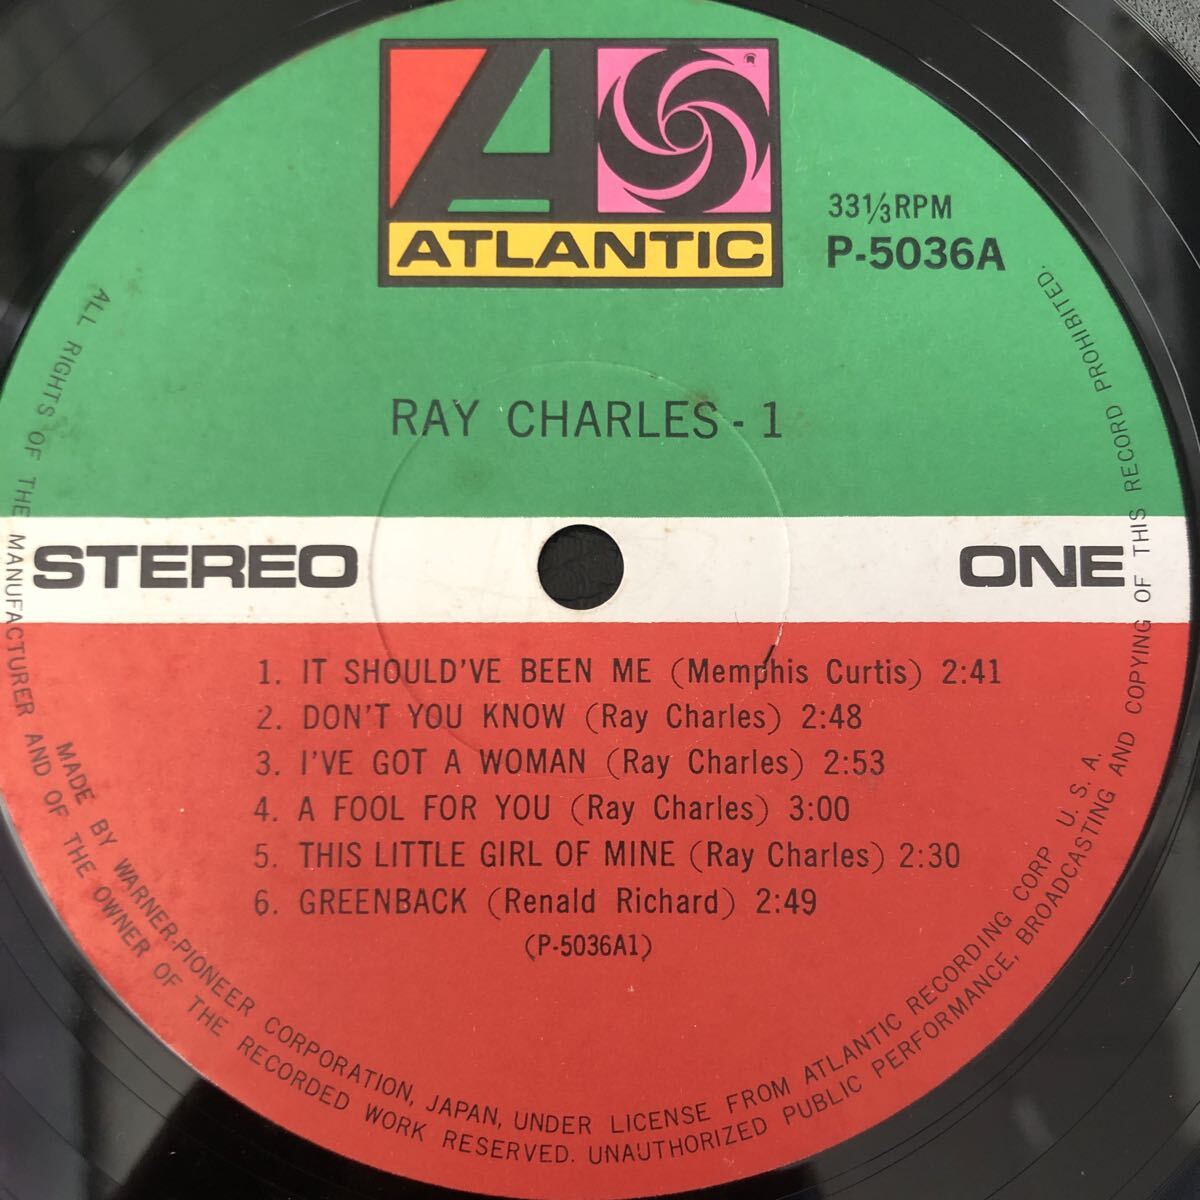 ATLANTIC
33⅓RPM
P-5036A
RAY CHARLES - 1
STEREO
ONE
1. IT SHOULD'VE BEEN ME (Memphis Curtis) 2:41
2. DON'T YOU KNOW (Ray Charles) 2:48
3. I'VE GOT A WOMAN (Ray Charles) 2:53
4. A FOOL FOR YOU (Ray Charles) 3:00
5. THIS LITTLE GIRL OF MINE (Ray Charles) 2:30
6. GREENBACK (Renald Richard) 2:49
(P-5036A1)
MADE BY WARNER-PIONEER CORPORATION, JAPAN, UNDER LICENSE FROM ATLANTIC RECORDING CORP U. S. A.
ALL RIGHTS OF THE MANUFACTURER AND OF THE OWNER OF THE RECORDED WORK RESERVED. UNAUTHORIZED PUBLIC PERFORMANCE, BROADCASTING AND COPYING OF THIS RECORD PROHIBITED.